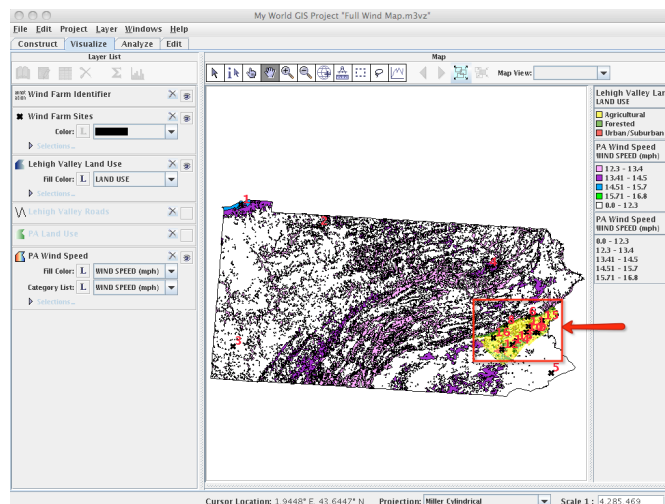 My World GIS Project "Full Wind Map.m3vz"
File Edit Project Layer Windows Help
Construct Visualize Analyze Edit
Layer List
Map
Map View:
Wind Farm Identifier
Wind Farm Sites
Color: L
Selections...
Lehigh Valley Land Use
Fill Color: L LAND USE
Selections...
Lehigh Valley Roads
PA Land Use
PA Wind Speed
Fill Color: L WIND SPEED (mph)
Category List: L WIND SPEED (mph)
Selections...
1
2
3
4
5
Lehigh Valley Lan
LAND USE
Agricultural
Forested
Urban/Suburban
PA Wind Speed
WIND SPEED (mph)
12.3 - 13.4
13.41 - 14.5
14.51 - 15.7
15.71 - 16.8
0.0 - 12.3
PA Wind Speed
WIND SPEED (mph)
0.0 - 12.3
12.3 - 13.4
13.41 - 14.5
14.51 - 15.7
15.71 - 16.8
Cursor Location: 1.9448° E, 43.6447° N Projection: Miller Cylindrical Scale 1 : 4,285,469